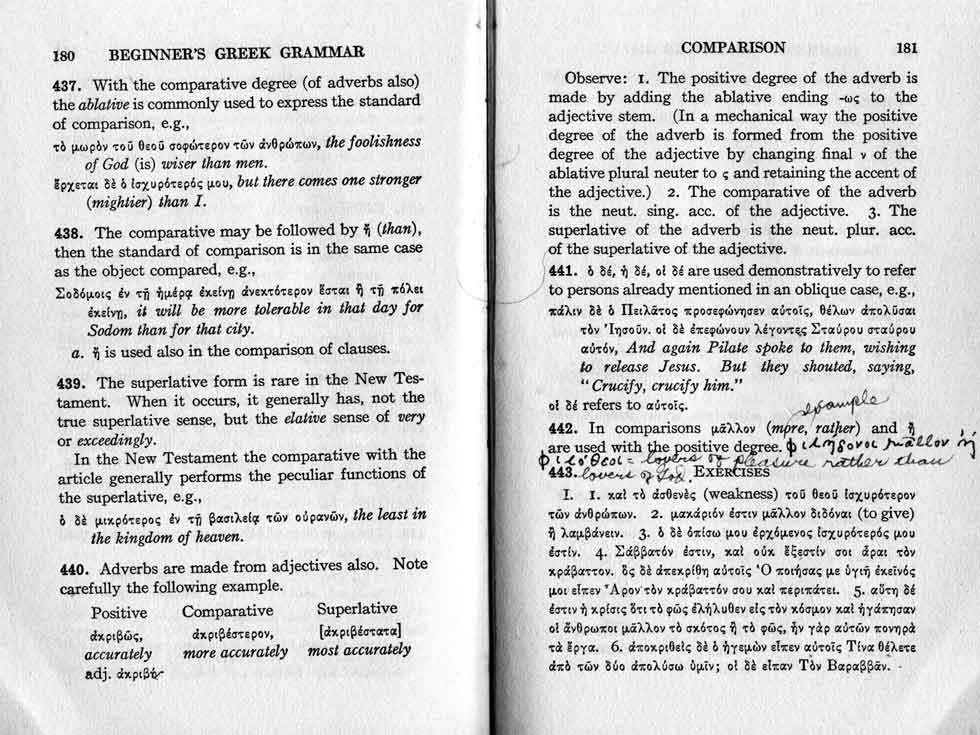 180 BEGINNER'S GREEK GRAMMAR
437. With the comparative degree (of adverbs also)
the ablative is commonly used to express the standard
of comparison, e.g.,
τὸ μωρὸν τοῦ θεοῦ σοφώτερον τῶν ἀνθρώπων, the foolishness
of God (is) wiser than men.
ἔρχεται δὲ ὁ ἰσχυρότερός μου, but there comes one stronger
(mightier) than I.
438. The comparative may be followed by ἤ (than),
then the standard of comparison is in the same case
as the object compared, e.g.,
Σοδόμοις ἐν τῇ ἡμέρᾳ ἐκείνῃ ἀνεκτότερον ἔσται ἢ τῇ πόλει
ἐκείνῃ, it will be more tolerable in that day for
Sodom than for that city.
a. ἤ is used also in the comparison of clauses.
439. The superlative form is rare in the New Tes-
tament. When it occurs, it generally has, not the
true superlative sense, but the elative sense of very
or exceedingly.
In the New Testament the comparative with the
article generally performs the peculiar functions of
the superlative, e.g.,
ὁ δὲ μικρότερος ἐν τῇ βασιλείᾳ τῶν οὐρανῶν, the least in
the kingdom of heaven.
440. Adverbs are made from adjectives also. Note
carefully the following example.
Positive Comparative Superlative
ἀκριβῶς, ἀκριβέστερον, [ἀκριβέστατα]
accurately more accurately most accurately
adj. ἀκριβή-
COMPARISON 181
Observe: 1. The positive degree of the adverb is
made by adding the ablative ending -ως to the
adjective stem. (In a mechanical way the positive
degree of the adverb is formed from the positive
degree of the adjective by changing final ν of the
ablative plural neuter to ς and retaining the accent of
the adjective.) 2. The comparative of the adverb
is the neut. sing. acc. of the adjective. 3. The
superlative of the adverb is the neut. plur. acc.
of the superlative of the adjective.
441. ὁ δέ, ἡ δέ, οἱ δέ are used demonstratively to refer
to persons already mentioned in an oblique case, e.g.,
πάλιν δὲ ὁ Πειλᾶτος προσεφώνησεν αὐτοῖς, θέλων ἀπολῦσαι
τὸν Ἰησοῦν. οἱ δὲ ἐπεφώνουν λέγοντες Σταύρου σταύρου
αὐτόν, And again Pilate spoke to them, wishing
to release Jesus. But they shouted, saying,
"Crucify, crucify him."
οἱ δέ refers to αὐτοῖς.
example
442. In comparisons μᾶλλον (more, rather) and ἤ
are used with the positive degree. φιλήδονοι μᾶλλον ἤ
φιλόθεοι = lovers of pleasure rather than
443. lovers of God. EXERCISES
I. 1. καὶ τὸ ἀσθενὲς (weakness) τοῦ θεοῦ ἰσχυρότερον
τῶν ἀνθρώπων. 2. μακάριόν ἐστιν μᾶλλον διδόναι (to give)
ἢ λαμβάνειν. 3. ὁ δὲ ὀπίσω μου ἐρχόμενος ἰσχυρότερός μου
ἐστίν. 4. Σάββατόν ἐστιν, καὶ οὐκ ἔξεστίν σοι ἆραι τὸν
κράβαττον. ὃς δὲ ἀπεκρίθη αὐτοῖς Ὁ ποιήσας με ὑγιῆ ἐκεῖνός
μοι εἶπεν Ἆρον τὸν κράβαττόν σου καὶ περιπάτει. 5. αὕτη δέ
ἐστιν ἡ κρίσις ὅτι τὸ φῶς ἐλήλυθεν εἰς τὸν κόσμον καὶ ἠγάπησαν
οἱ ἄνθρωποι μᾶλλον τὸ σκότος ἢ τὸ φῶς, ἦν γὰρ αὐτῶν πονηρὰ
τὰ ἔργα. 6. ἀποκριθεὶς δὲ ὁ ἡγεμὼν εἶπεν αὐτοῖς Τίνα θέλετε
ἀπὸ τῶν δύο ἀπολύσω ὑμῖν; οἱ δὲ εἶπαν Τὸν Βαραββᾶν.